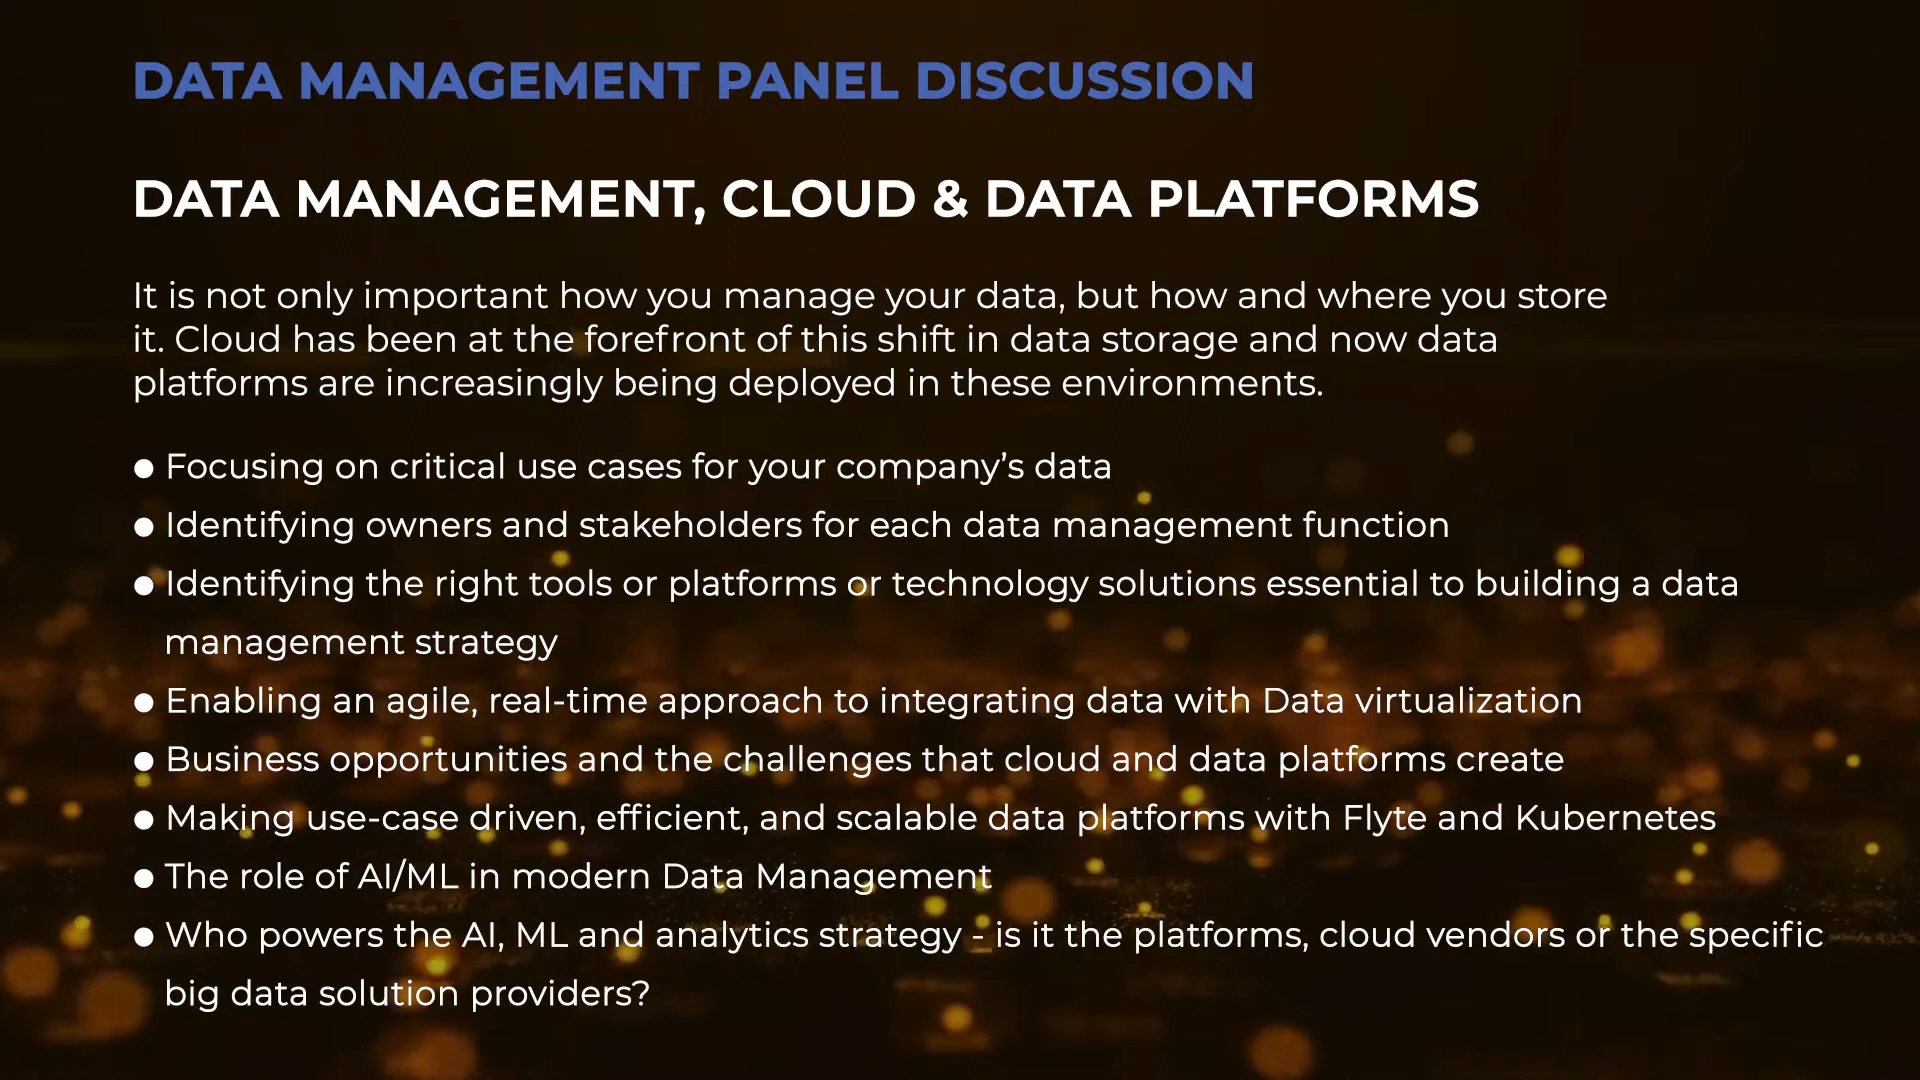 DATA MANAGEMENT PANEL DISCUSSION
DATA MANAGEMENT, CLOUD & DATA PLATFORMS
It is not only important how you manage your data, but how and where you store
it. Cloud has been at the forefront of this shift in data storage and now data
platforms are increasingly being deployed in these environments.
● Focusing on critical use cases for your company’s data
● Identifying owners and stakeholders for each data management function
● Identifying the right tools or platforms or technology solutions essential to building a data
management strategy
● Enabling an agile, real-time approach to integrating data with Data virtualization
● Business opportunities and the challenges that cloud and data platforms create
● Making use-case driven, efficient, and scalable data platforms with Flyte and Kubernetes
● The role of AI/ML in modern Data Management
● Who powers the AI, ML and analytics strategy - is it the platforms, cloud vendors or the specific
big data solution providers?